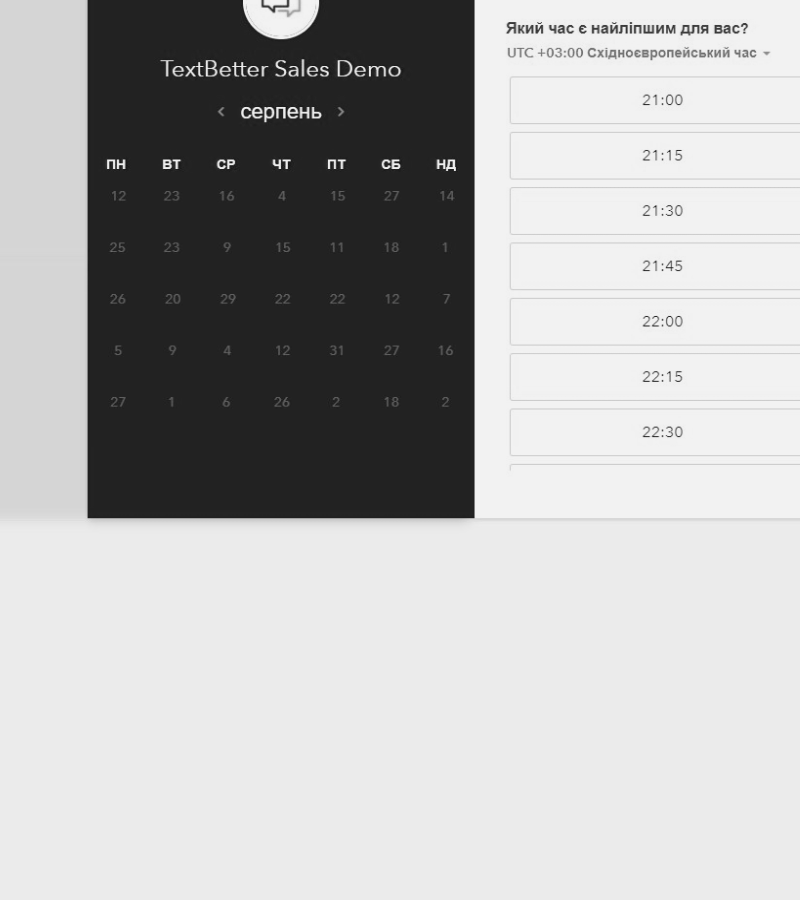 TextBetter Sales Demo
серпень
ПН ВТ СР ЧТ ПТ СБ НД
12 23 16 4 15 27 14
25 23 9 15 11 18 1
26 20 29 22 22 12 7
5 9 4 12 31 27 16
27 1 6 26 2 18 2
Який час є найліпшим для вас?
UTC +03:00 Східноєвропейський час
21:00
21:15
21:30
21:45
22:00
22:15
22:30